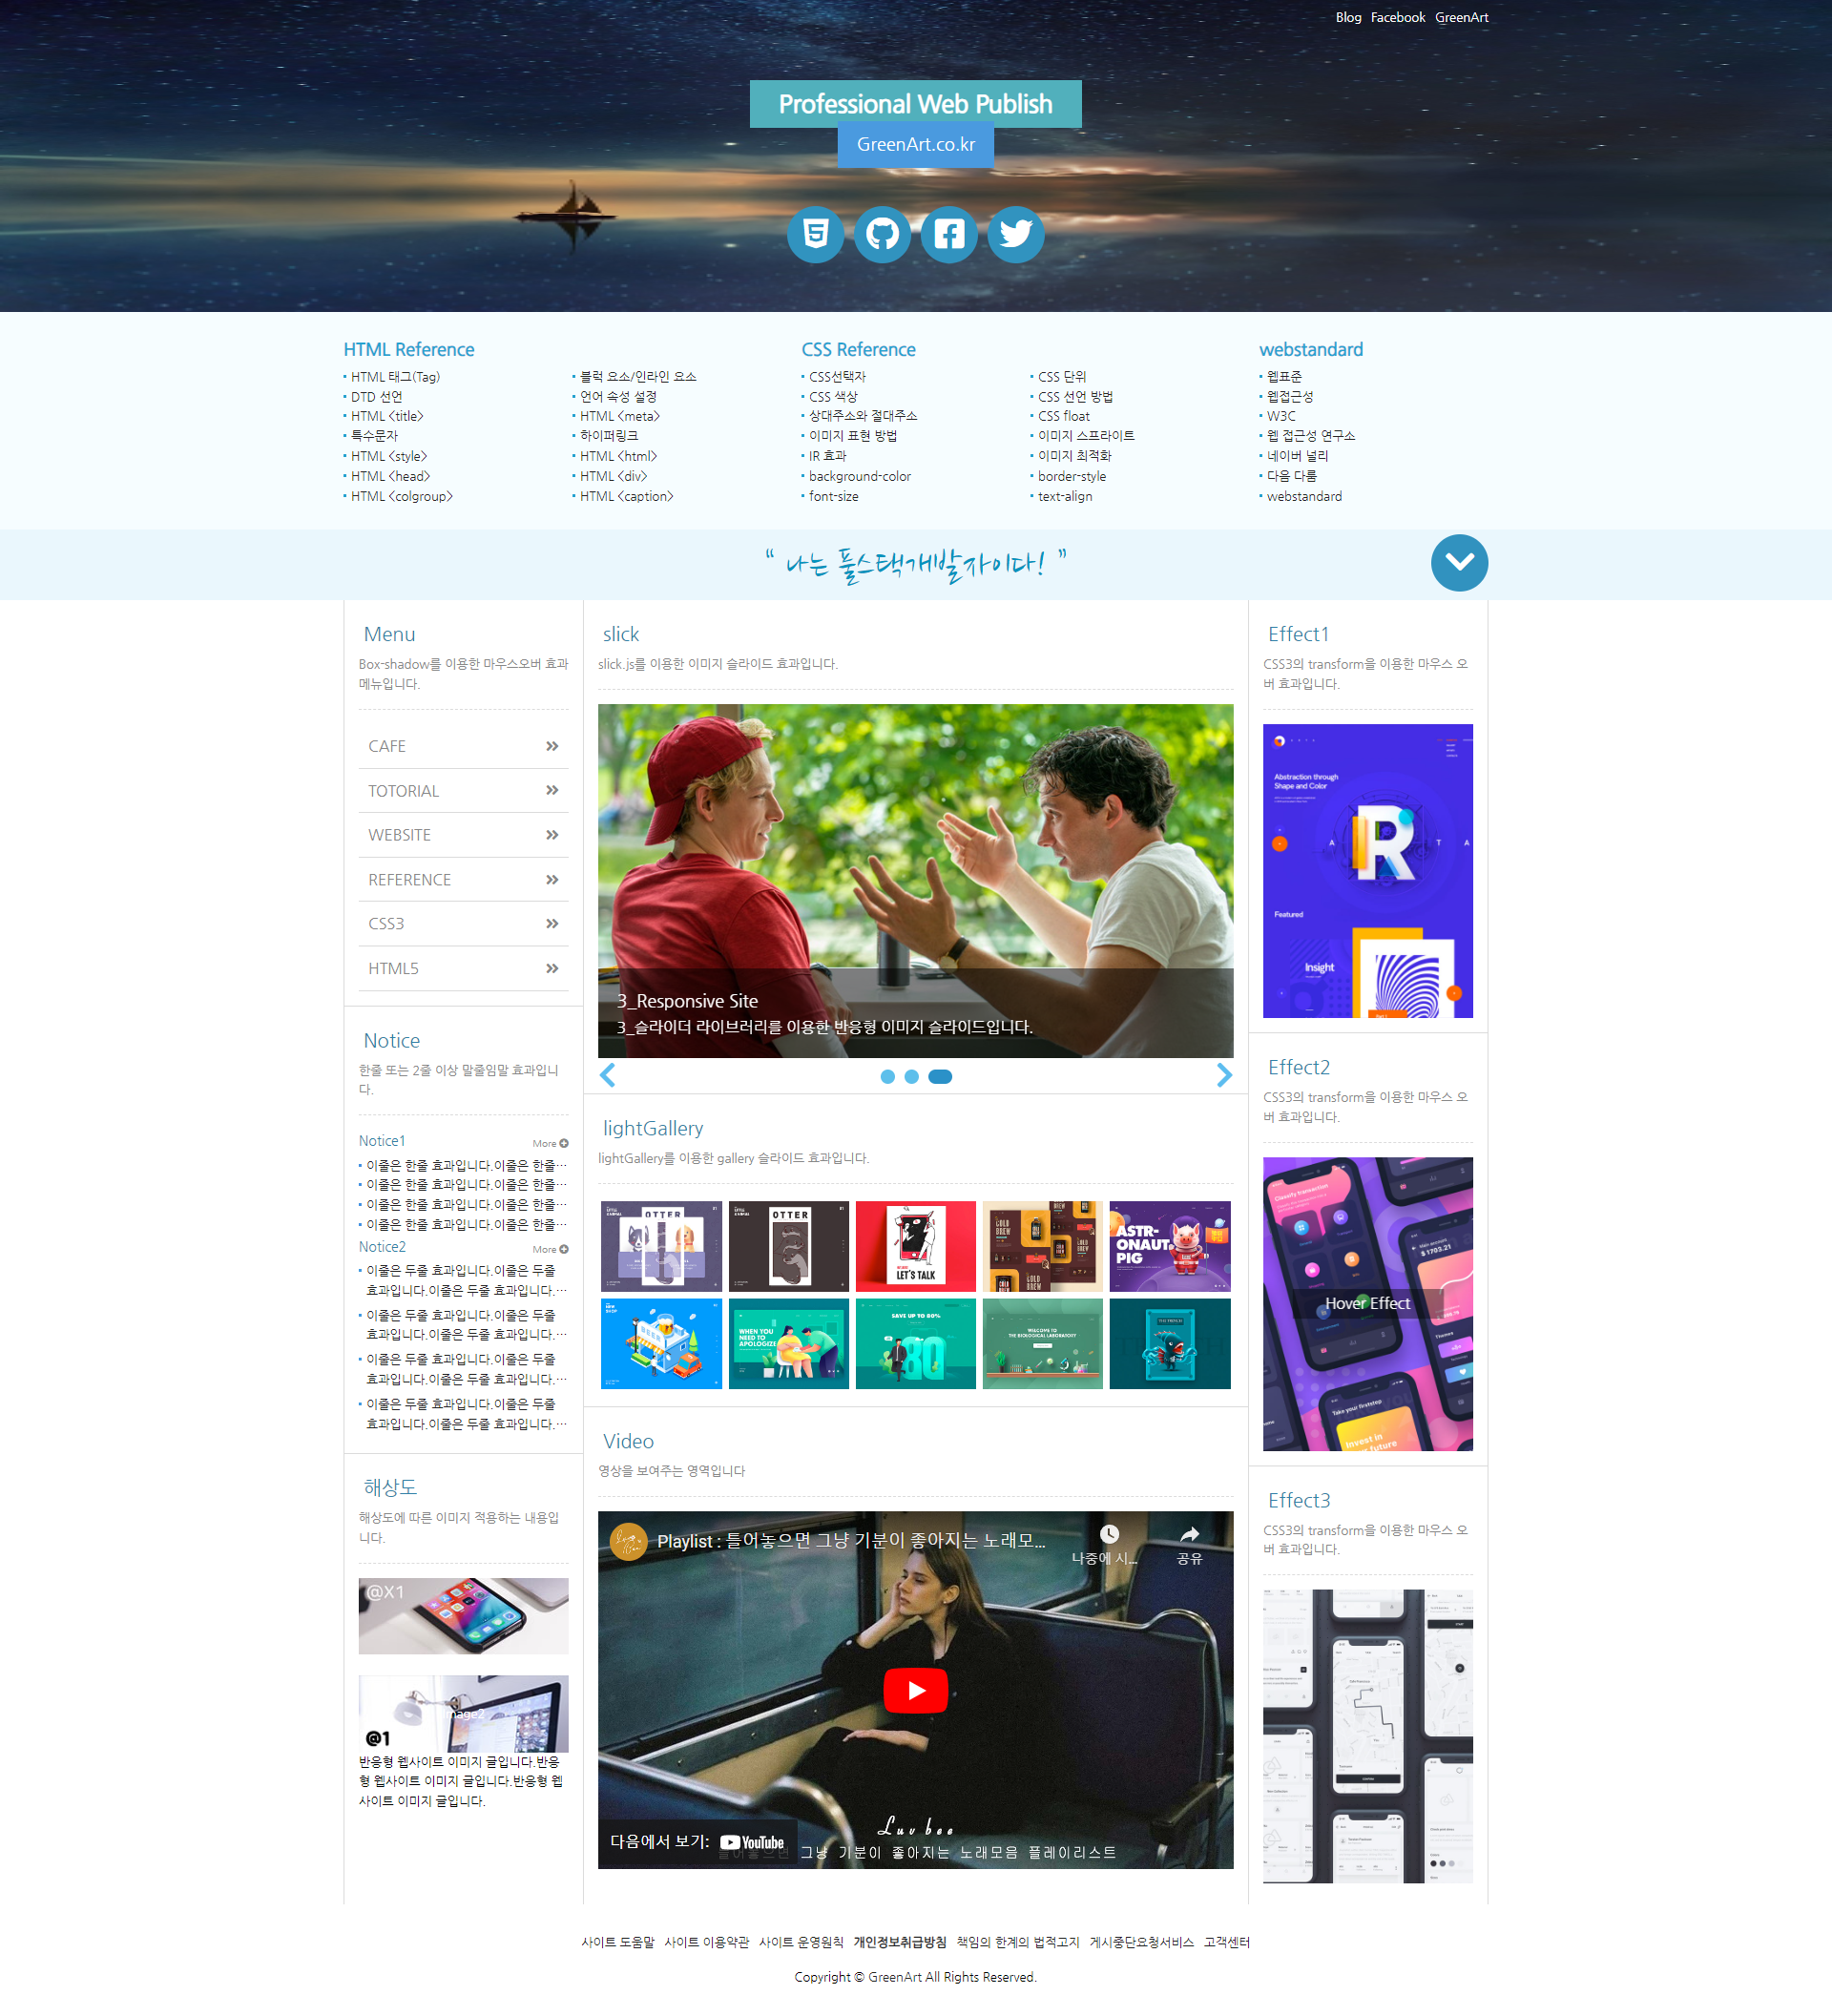 Blog Facebook GreenArt
Professional Web Publish
GreenArt.co.kr
HTML Reference
HTML 태그(Tag)
DTD 선언
HTML <title>
특수문자
HTML <style>
HTML <head>
HTML <colgroup>
블럭 요소/인라인 요소
언어 속성 설정
HTML <meta>
하이퍼링크
HTML <html>
HTML <div>
HTML <caption>
CSS Reference
CSS선택자
CSS 색상
상대주소와 절대주소
이미지 표현 방법
IR 효과
background-color
font-size
CSS 단위
CSS 선언 방법
CSS float
이미지 스프라이트
이미지 최적화
border-style
text-align
webstandard
웹표준
웹접근성
W3C
웹 접근성 연구소
네이버 널리
다음 다룸
webstandard
“ 나는 풀스택개발자이다! ”
Menu
Box-shadow를 이용한 마우스오버 효과
메뉴입니다.
CAFE
TOTORIAL
WEBSITE
REFERENCE
CSS3
HTML5
Notice
한줄 또는 2줄 이상 말줄임말 효과입니
다.
Notice1 More
이줄은 한줄 효과입니다.이줄은 한줄…
이줄은 한줄 효과입니다.이줄은 한줄…
이줄은 한줄 효과입니다.이줄은 한줄…
이줄은 한줄 효과입니다.이줄은 한줄…
Notice2 More
이줄은 두줄 효과입니다.이줄은 두줄
효과입니다.이줄은 두줄 효과입니다.…
이줄은 두줄 효과입니다.이줄은 두줄
효과입니다.이줄은 두줄 효과입니다.…
이줄은 두줄 효과입니다.이줄은 두줄
효과입니다.이줄은 두줄 효과입니다.…
이줄은 두줄 효과입니다.이줄은 두줄
효과입니다.이줄은 두줄 효과입니다.…
해상도
해상도에 따른 이미지 적용하는 내용입
니다.
@X1
Image2
@1
반응형 웹사이트 이미지 글입니다.반응
형 웹사이트 이미지 글입니다.반응형 웹
사이트 이미지 글입니다.
slick
slick.js를 이용한 이미지 슬라이드 효과입니다.
3_Responsive Site
3_슬라이더 라이브러리를 이용한 반응형 이미지 슬라이드입니다.
lightGallery
lightGallery를 이용한 gallery 슬라이드 효과입니다.
OTTER
OTTER
LET'S TALK
COLD
BREW
COLD
BREW
ASTR-
ONAUT
PIG
WHEN YOU
NEED TO
APOLOGIZE
SAVE UP TO 80%
80
WELCOME TO
THE BIOLOGICAL LABORATORY
Video
영상을 보여주는 영역입니다
Playlist : 틀어놓으면 그냥 기분이 좋아지는 노래모...
나중에 시...
공유
Luv bee
다음에서 보기: YouTube
틀어놓으면 그냥 기분이 좋아지는 노래모음 플레이리스트
Effect1
CSS3의 transform을 이용한 마우스 오
버 효과입니다.
Abstraction through
Shape and Color
R
A T A
Featured
Insight
Effect2
CSS3의 transform을 이용한 마우스 오
버 효과입니다.
Classify transaction
$ 1703.21
Hover Effect
Themes
Take your firststep
Invest in
your future
Effect3
CSS3의 transform을 이용한 마우스 오
버 효과입니다.
사이트 도움말 사이트 이용약관 사이트 운영원칙 개인정보취급방침 책임의 한계의 법적고지 게시중단요청서비스 고객센터
Copyright © GreenArt All Rights Reserved.